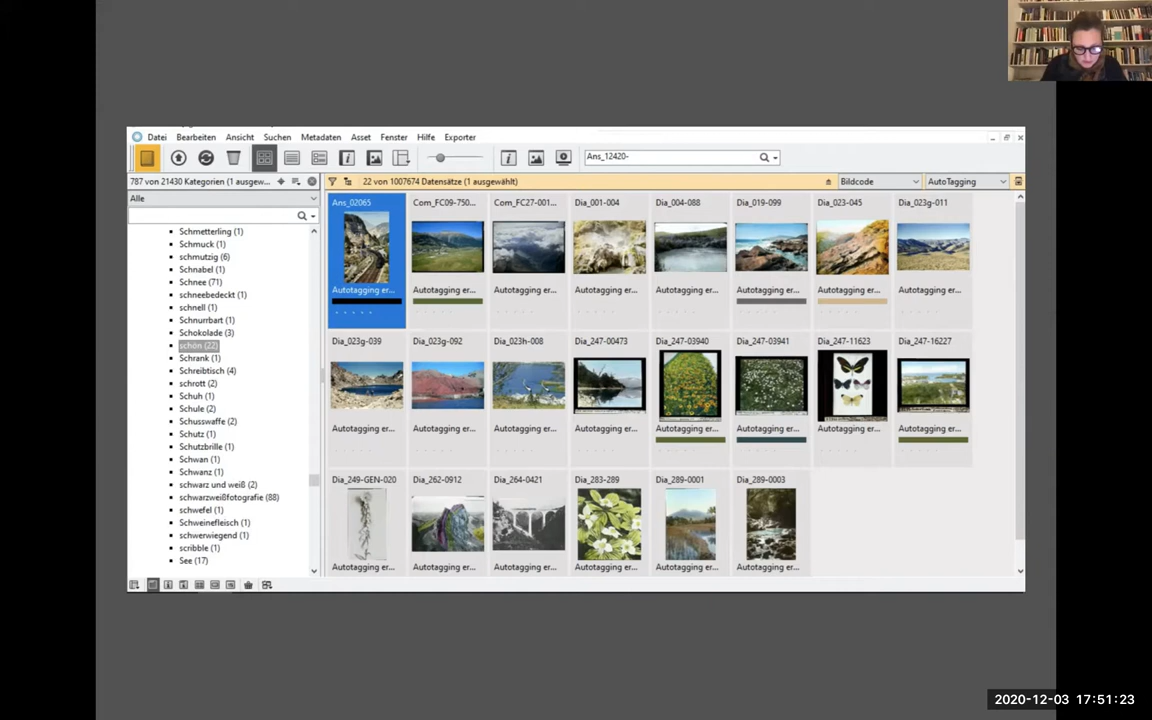 Datei Bearbeiten Ansicht Suchen Metadaten Asset Fenster Hilfe Exporter
Ans_12420-
787 von 21430 Kategorien (1 ausgew...
22 von 1007674 Datensätze (1 ausgewählt)
Bildcode
AutoTagging
Alle
Schmetterling (1)
Schmuck (1)
schmutzig (6)
Schnabel (1)
Schnee (71)
schneebedeckt (1)
schnell (1)
Schnurrbart (1)
Schokolade (3)
schön (22)
Schrank (1)
Schreibtisch (4)
schrott (2)
Schuh (1)
Schule (2)
Schusswaffe (2)
Schutz (1)
Schutzbrille (1)
Schwan (1)
Schwanz (1)
schwarz und weiß (2)
schwarzweißfotografie (88)
schwefel (1)
Schweinefleisch (1)
schwerwiegend (1)
scribble (1)
See (17)
Ans_02065 Com_FC09-750... Com_FC27-001... Dia_001-004 Dia_004-088 Dia_019-099 Dia_023-045 Dia_023g-011
Autotagging er... Autotagging er... Autotagging er... Autotagging er... Autotagging er... Autotagging er... Autotagging er... Autotagging er...
Dia_023g-039 Dia_023g-092 Dia_023h-008 Dia_247-00473 Dia_247-03940 Dia_247-03941 Dia_247-11623 Dia_247-16227
Autotagging er... Autotagging er... Autotagging er... Autotagging er... Autotagging er... Autotagging er... Autotagging er... Autotagging er...
Dia_249-GEN-020 Dia_262-0912 Dia_264-0421 Dia_283-289 Dia_289-0001 Dia_289-0003
Autotagging er... Autotagging er... Autotagging er... Autotagging er... Autotagging er... Autotagging er...
2020-12-03 17:51:23